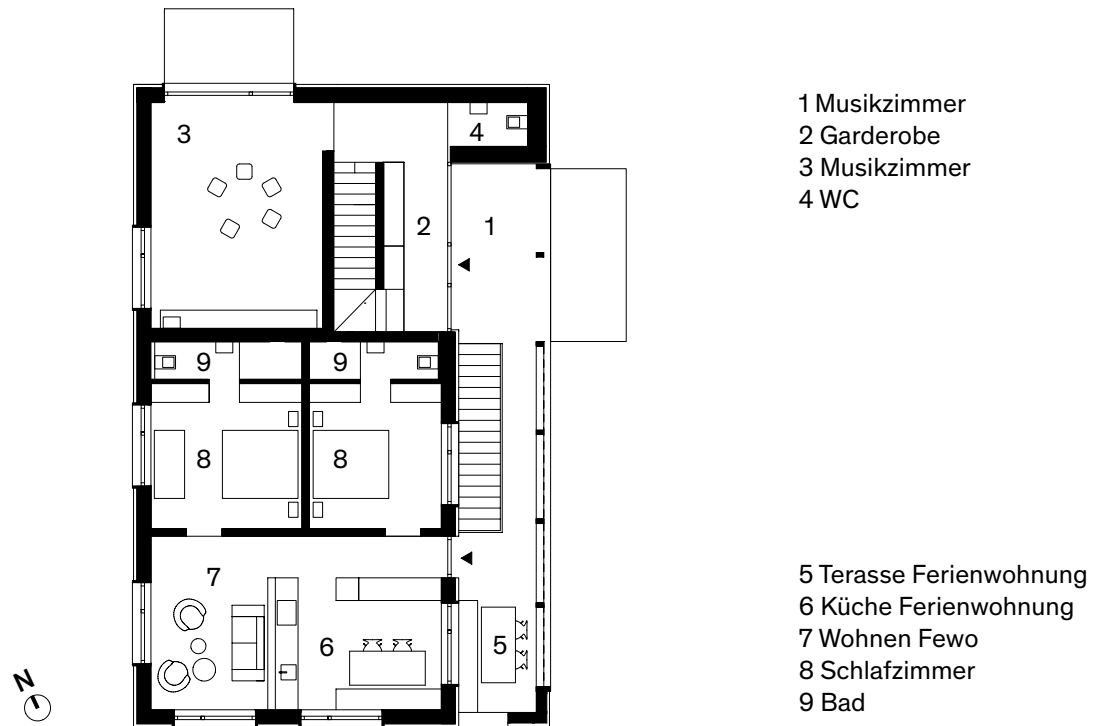 4
3
2
1
9
9
8
8
7
6
5
N
1 Musikzimmer
2 Garderobe
3 Musikzimmer
4 WC
5 Terasse Ferienwohnung
6 Küche Ferienwohnung
7 Wohnen Fewo
8 Schlafzimmer
9 Bad